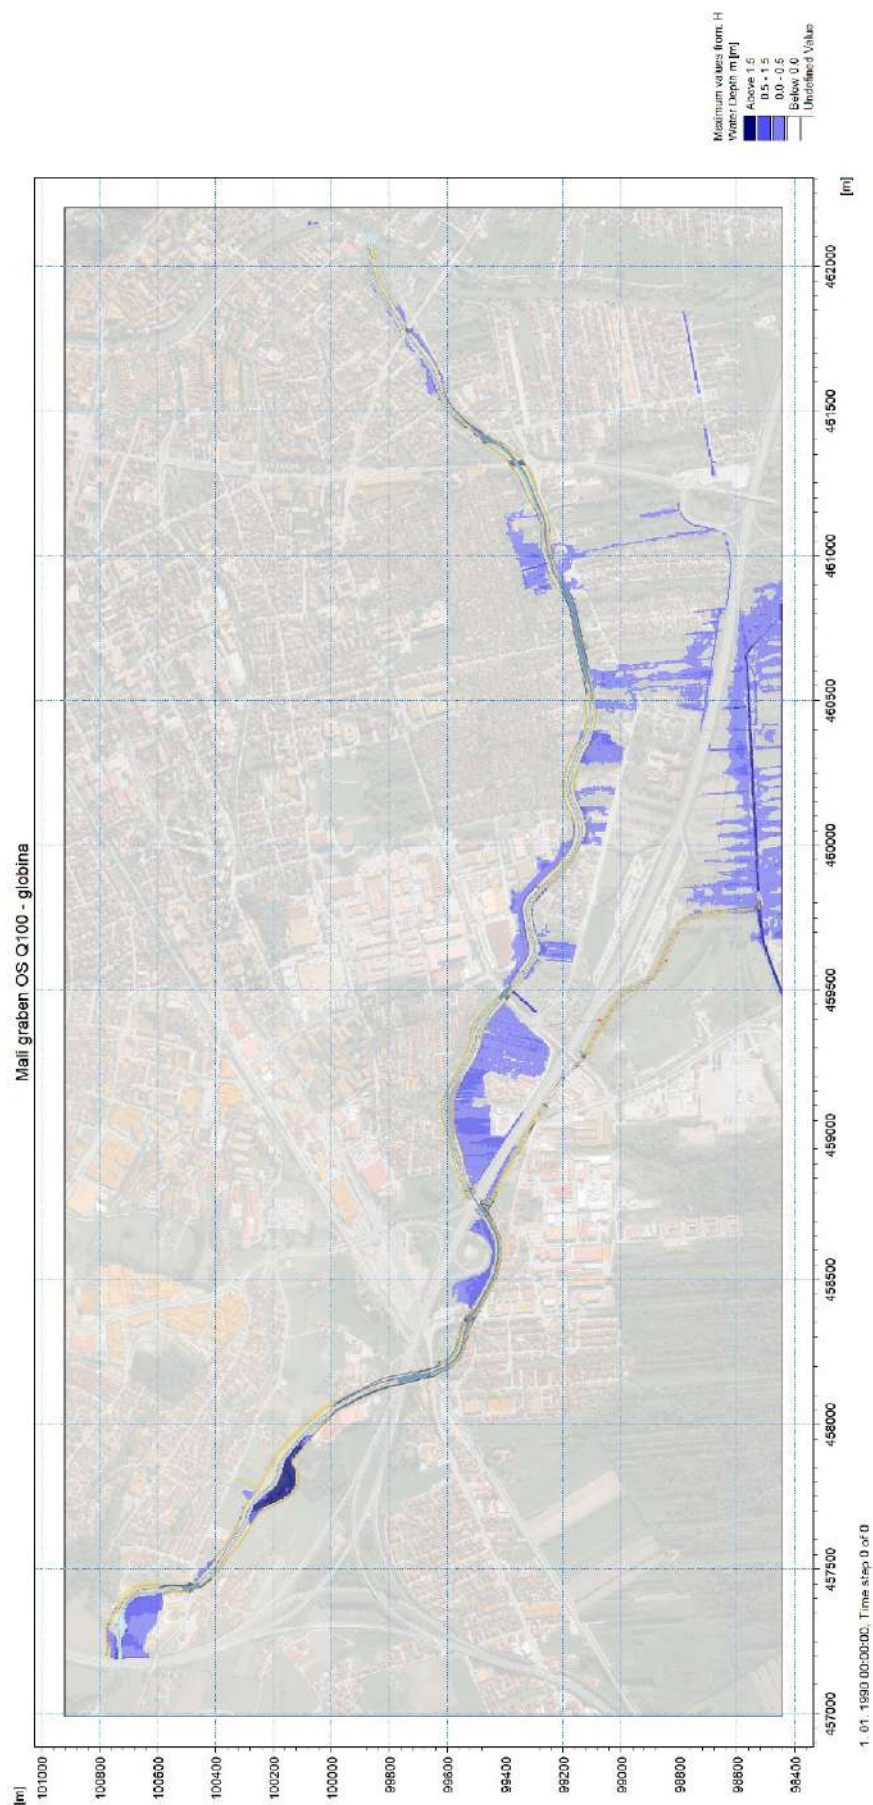 Mali graben OS Q100 - globina
[m]
101000
100800
100600
100400
100200
100000
99800
99600
99400
99200
99000
98800
98600
98400
457000
457500
458000
458500
459000
459500
460000
460500
461000
461500
462000
[m]
Maximum values from: H
Water Depth m [m]
Above 1.5
0.5 - 1.5
0.0 - 0.5
Below 0.0
Undefined Value
1. 01. 1990 00:00:00, Time step 0 of 0